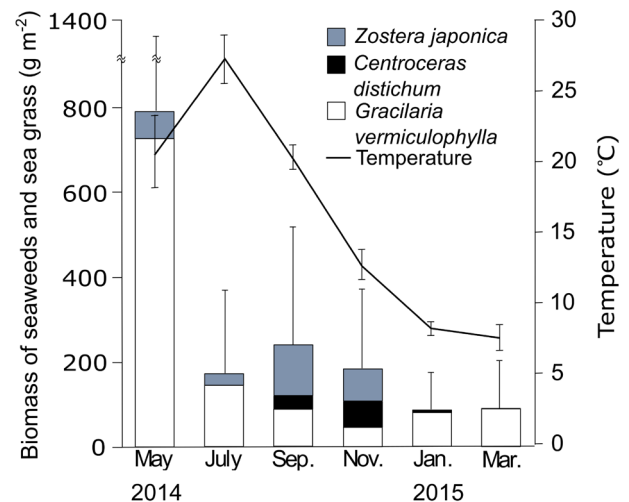 Biomass of seaweeds and sea grass (g m⁻²)
1400
800
600
400
200
0
Zostera japonica
Centroceras
distichum
Gracilaria
vermiculophylla
Temperature
30
25
20
15
10
5
0
Temperature (℃)
May July Sep. Nov. Jan. Mar.
2014 2015